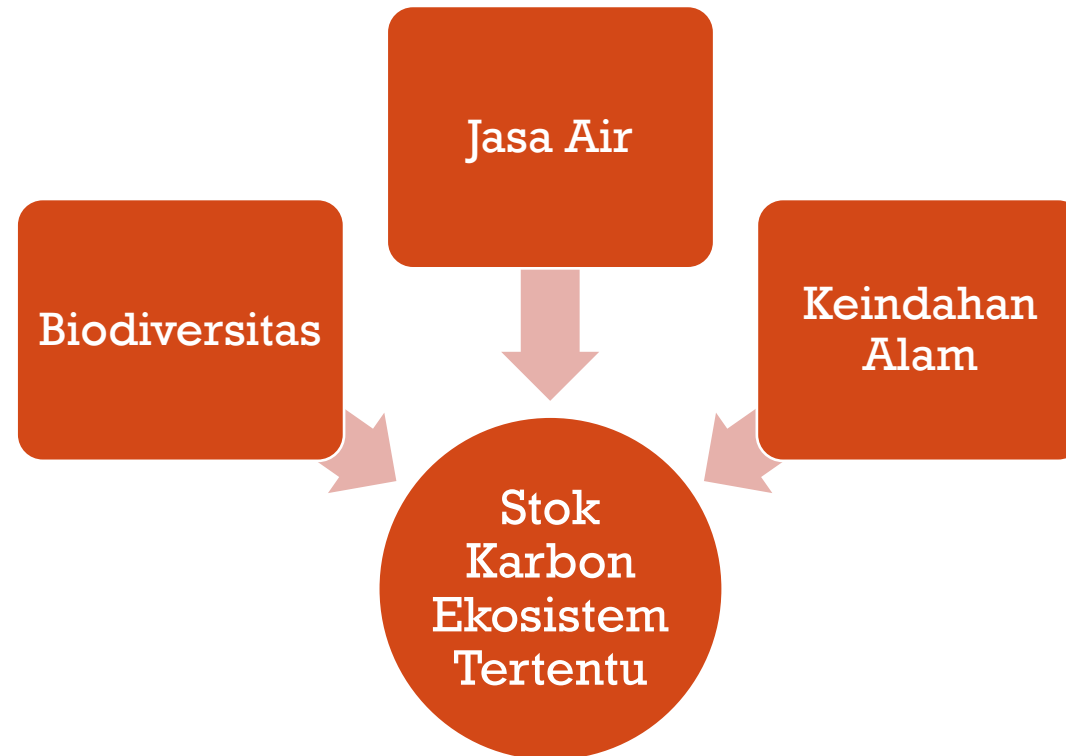 Jasa Air
Biodiversitas
Keindahan
Alam
Stok
Karbon
Ekosistem
Tertentu